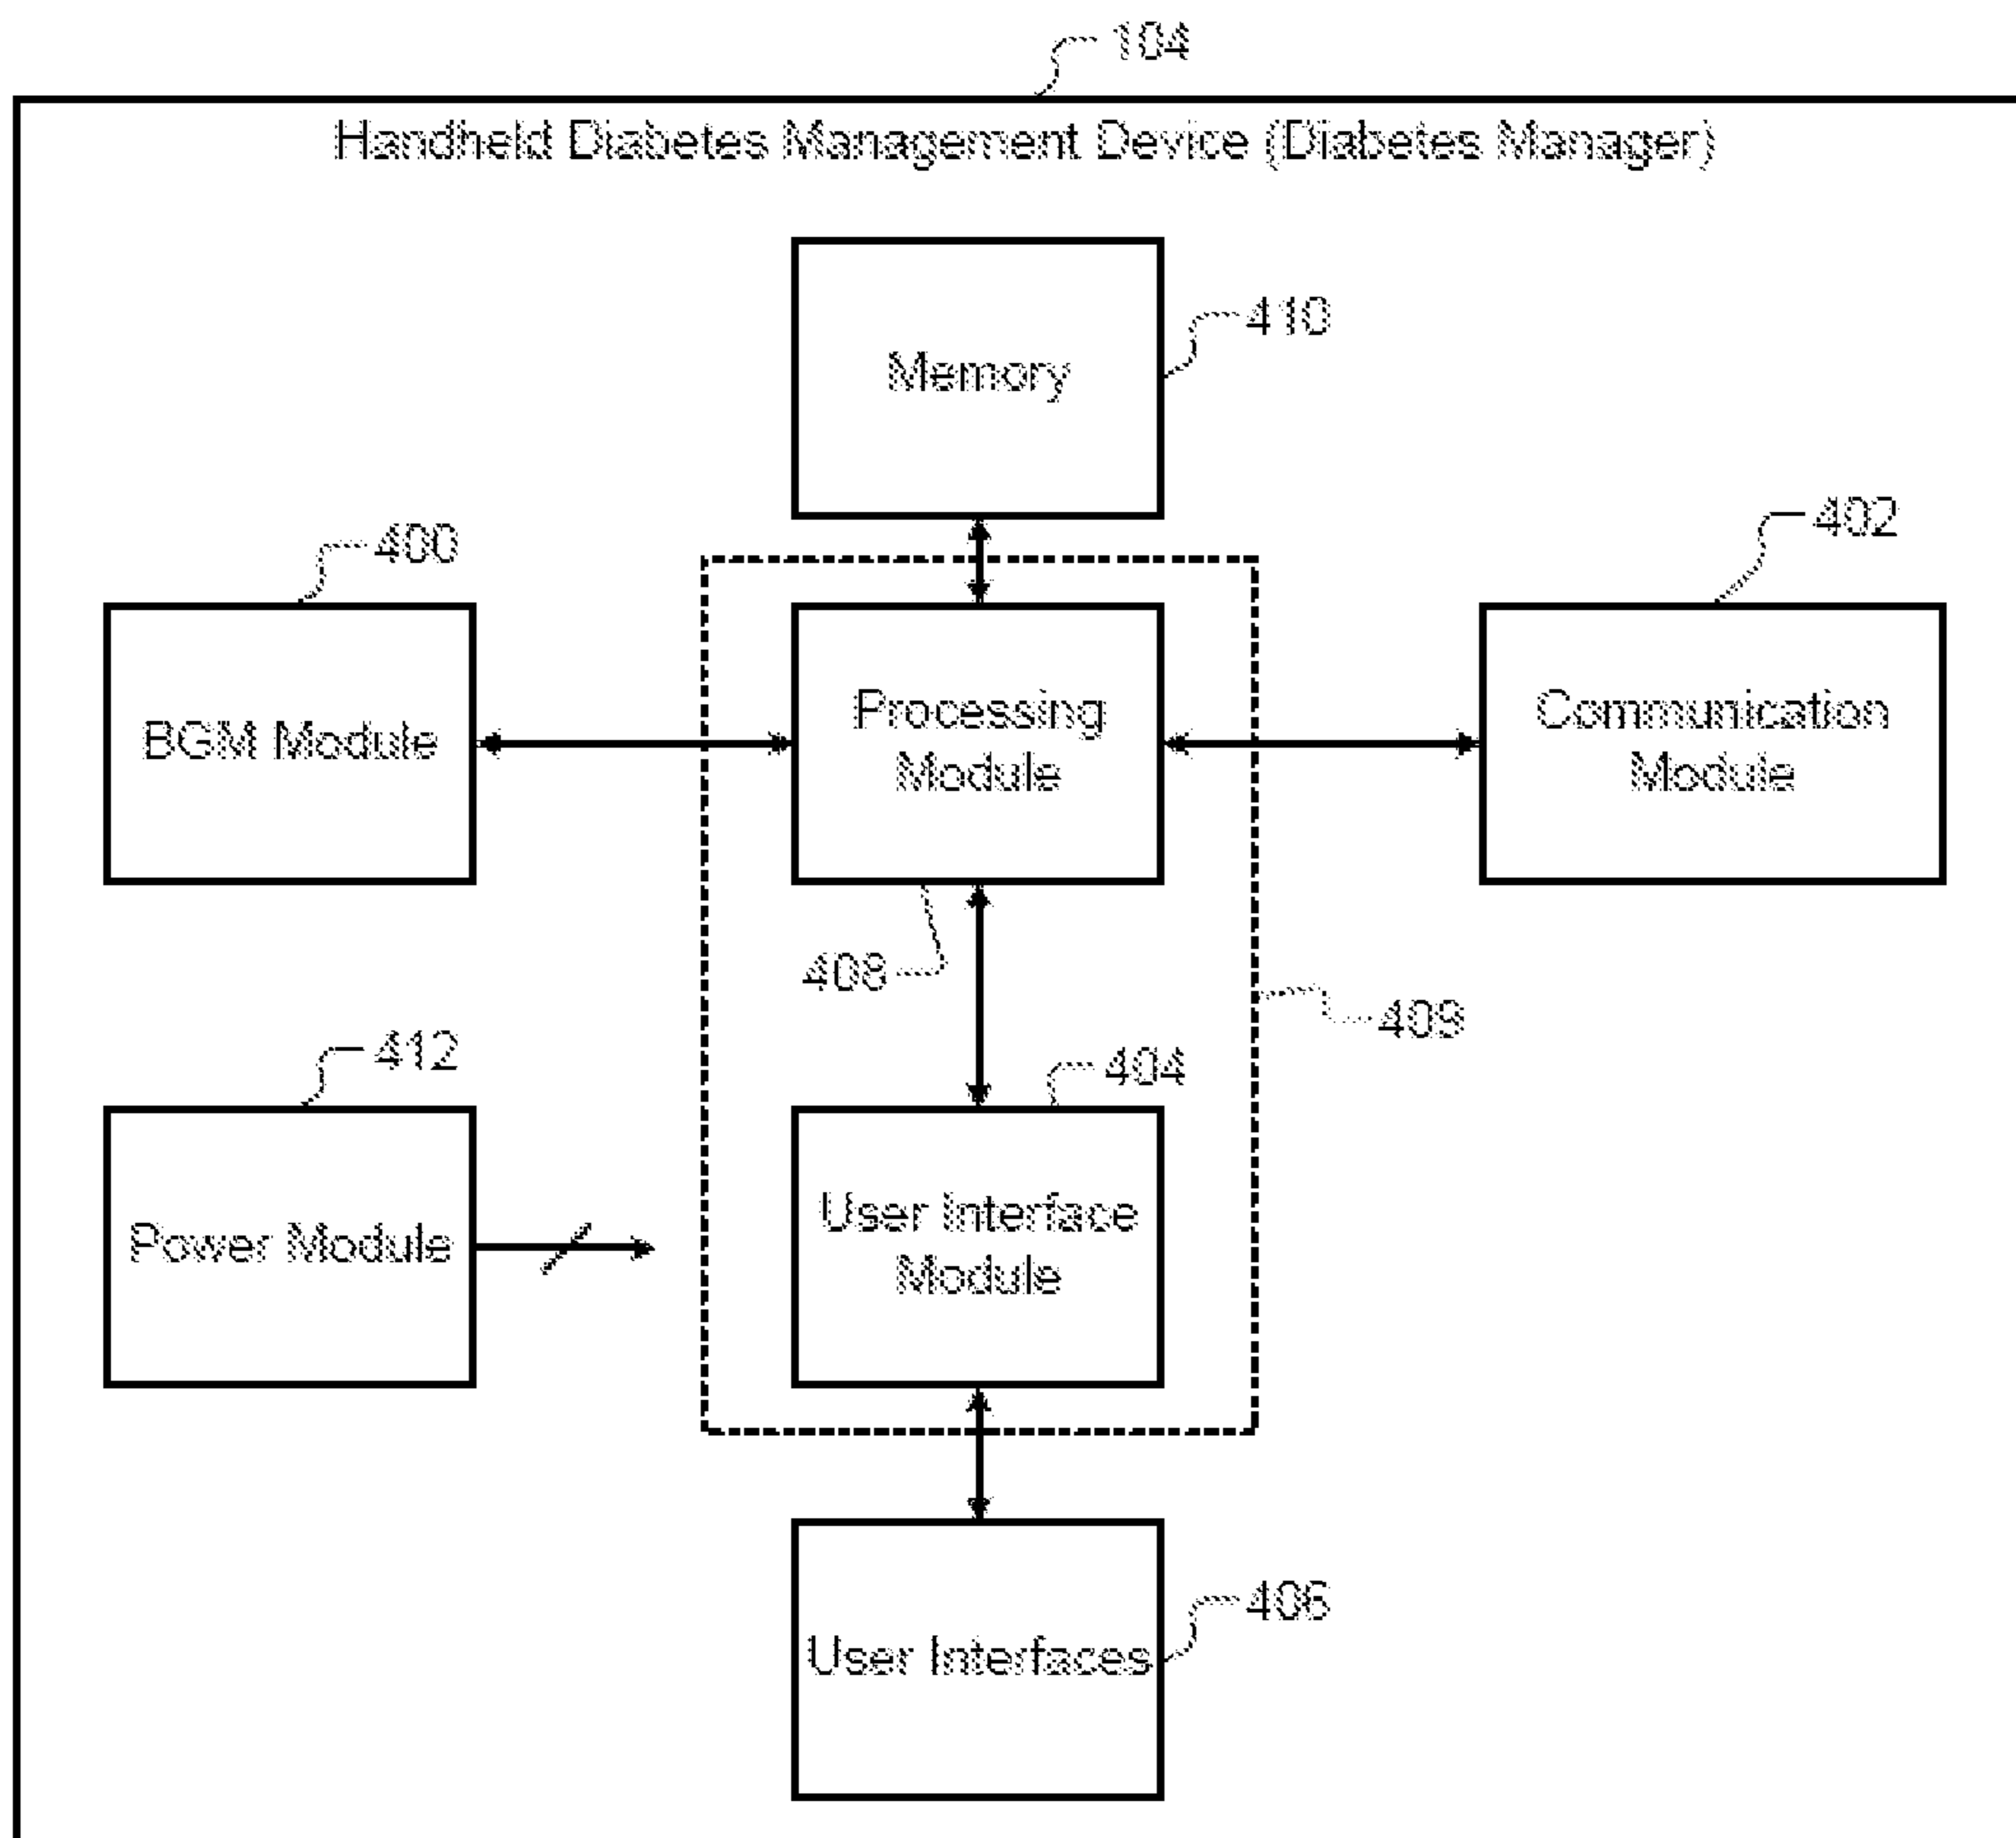 104
Handheld Diabetes Management Device (Diabetes Manager)
410
Memory
400
402
BGM Module
Processing
Module
Communication
Module
408
409
412
404
Power Module
User Interface
Module
406
User Interfaces